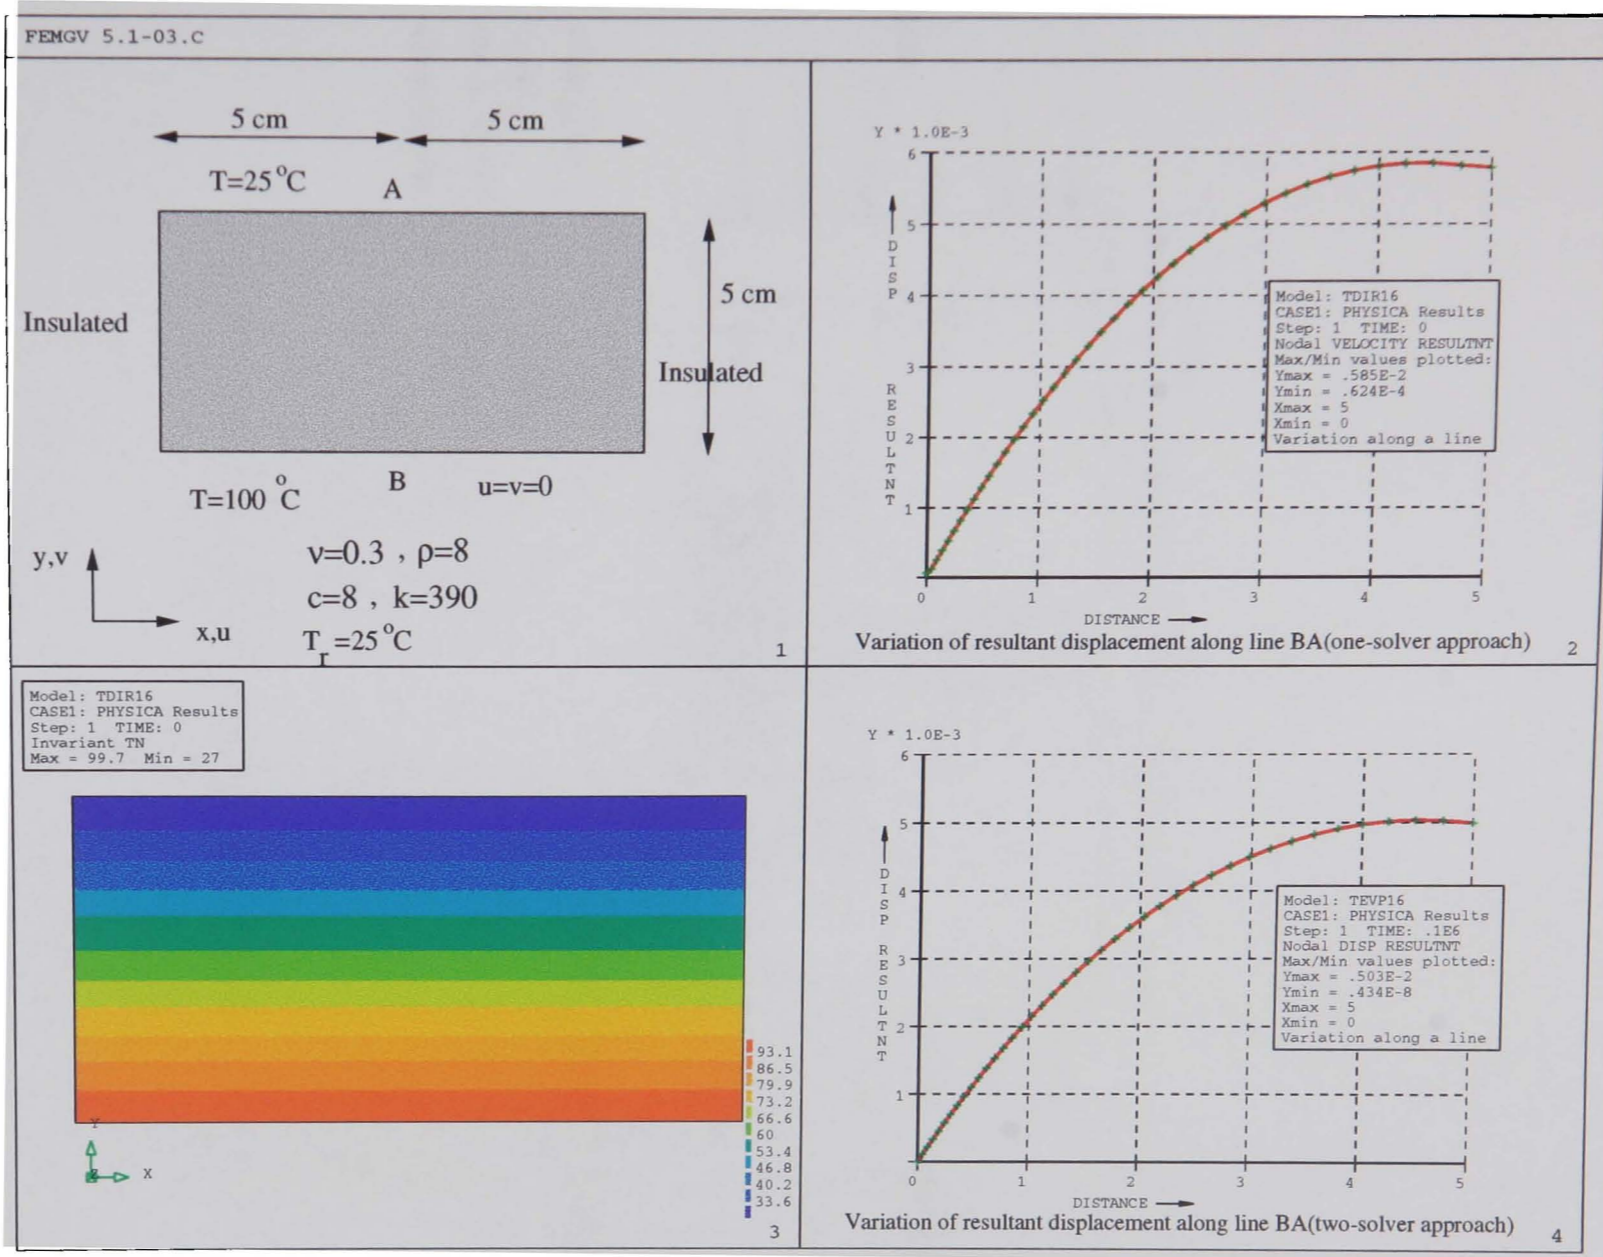 FEMGV 5.1-03.C
5 cm
5 cm
T=25 °C
A
5 cm
Insulated
Insulated
T=100 °C
B
u=v=0
y,v
x,u
ν=0.3 , ρ=8
c=8 , k=390
T_r =25 °C
1
Y * 1.0E-3
6
5
4
3
2
1
DISP RESULTNT
Model: TDIR16
CASE1: PHYSICA Results
Step: 1 TIME: 0
Nodal VELOCITY RESULTNT
Max/Min values plotted:
Ymax = .585E-2
Ymin = .624E-4
Xmax = 5
Xmin = 0
Variation along a line
0 1 2 3 4 5
DISTANCE
Variation of resultant displacement along line BA(one-solver approach)
2
Model: TDIR16
CASE1: PHYSICA Results
Step: 1 TIME: 0
Invariant TN
Max = 99.7 Min = 27
93.1
86.5
79.9
73.2
66.6
60
53.4
46.8
40.2
33.6
Y
Z
X
3
Y * 1.0E-3
6
5
4
3
2
1
DISP RESULTNT
Model: TEVP16
CASE1: PHYSICA Results
Step: 1 TIME: .1E6
Nodal DISP RESULTNT
Max/Min values plotted:
Ymax = .503E-2
Ymin = .434E-8
Xmax = 5
Xmin = 0
Variation along a line
0 1 2 3 4 5
DISTANCE
Variation of resultant displacement along line BA(two-solver approach)
4